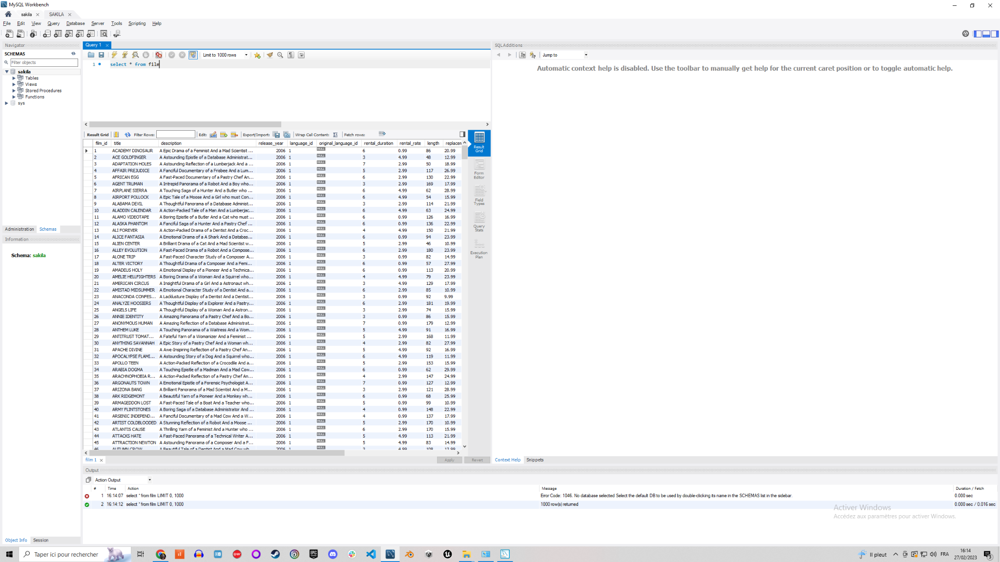 MySQL Workbench
sakila SAKILA
File Edit View Query Database Server Tools Scripting Help
Navigator
SCHEMAS
Filter objects
sakila
Tables
Views
Stored Procedures
Functions
sys
Administration Schemas
Information
Schema: sakila
Object Info Session
Query 1
Limit to 1000 rows
1 select * from film
Result Grid Filter Rows: Edit: Export/Import: Wrap Cell Content: Fetch rows:
film_id title description release_year language_id original_language_id rental_duration rental_rate length replacem
1 ACADEMY DINOSAUR A Epic Drama of a Feminist And a Mad Scientist ... 2006 1 NULL 6 0.99 86 20.99
2 ACE GOLDFINGER A Astounding Epistle of a Database Administrat... 2006 1 NULL 3 4.99 48 12.99
3 ADAPTATION HOLES A Astounding Reflection of a Lumberjack And a ... 2006 1 NULL 7 2.99 50 18.99
4 AFFAIR PREJUDICE A Fanciful Documentary of a Frisbee And a Lum... 2006 1 NULL 5 2.99 117 26.99
5 AFRICAN EGG A Fast-Paced Documentary of a Pastry Chef An... 2006 1 NULL 6 2.99 130 22.99
6 AGENT TRUMAN A Intrepid Panorama of a Robot And a Boy who... 2006 1 NULL 3 2.99 169 17.99
7 AIRPLANE SIERRA A Touching Saga of a Hunter And a Butler who ... 2006 1 NULL 6 4.99 62 28.99
8 AIRPORT POLLOCK A Epic Tale of a Moose And a Girl who must Con... 2006 1 NULL 6 4.99 54 15.99
9 ALABAMA DEVIL A Thoughtful Panorama of a Database Administ... 2006 1 NULL 3 2.99 114 21.99
10 ALADDIN CALENDAR A Action-Packed Tale of a Man And a Lumberjac... 2006 1 NULL 6 4.99 63 24.99
11 ALAMO VIDEOTAPE A Boring Epistle of a Butler And a Cat who must ... 2006 1 NULL 6 0.99 126 16.99
12 ALASKA PHANTOM A Fanciful Saga of a Hunter And a Pastry Chef ... 2006 1 NULL 6 0.99 136 22.99
13 ALI FOREVER A Action-Packed Drama of a Dentist And a Croc... 2006 1 NULL 4 4.99 150 21.99
14 ALICE FANTASIA A Emotional Drama of a A Shark And a Databas... 2006 1 NULL 6 0.99 94 23.99
15 ALIEN CENTER A Brilliant Drama of a Cat And a Mad Scientist w... 2006 1 NULL 5 2.99 46 10.99
16 ALLEY EVOLUTION A Fast-Paced Drama of a Robot And a Compose... 2006 1 NULL 6 2.99 180 23.99
17 ALONE TRIP A Fast-Paced Character Study of a Composer A... 2006 1 NULL 3 0.99 82 14.99
18 ALTER VICTORY A Thoughtful Drama of a Composer And a Femi... 2006 1 NULL 6 0.99 57 27.99
19 AMADEUS HOLY A Emotional Display of a Pioneer And a Technica... 2006 1 NULL 6 0.99 113 20.99
20 AMELIE HELLFIGHTERS A Boring Drama of a Woman And a Squirrel who... 2006 1 NULL 4 4.99 79 23.99
21 AMERICAN CIRCUS A Insightful Drama of a Girl And a Astronaut wh... 2006 1 NULL 3 4.99 129 17.99
22 AMISTAD MIDSUMMER A Emotional Character Study of a Dentist And a... 2006 1 NULL 6 2.99 85 10.99
23 ANACONDA CONFES... A Lacklusture Display of a Dentist And a Dentist... 2006 1 NULL 3 0.99 92 9.99
24 ANALYZE HOOSIERS A Thoughtful Display of a Explorer And a Pastry... 2006 1 NULL 6 2.99 181 19.99
25 ANGELS LIFE A Thoughtful Display of a Woman And a Astron... 2006 1 NULL 3 2.99 74 15.99
26 ANNIE IDENTITY A Amazing Panorama of a Pastry Chef And a Bo... 2006 1 NULL 3 0.99 86 15.99
27 ANONYMOUS HUMAN A Amazing Reflection of a Database Administrat... 2006 1 NULL 7 0.99 179 12.99
28 ANTHEM LUKE A Touching Panorama of a Waitress And a Wom... 2006 1 NULL 5 4.99 91 16.99
29 ANTITRUST TOMAT... A Fateful Yarn of a Womanizer And a Feminist ... 2006 1 NULL 5 2.99 168 11.99
30 ANYTHING SAVANNAH A Epic Story of a Pastry Chef And a Woman wh... 2006 1 NULL 4 2.99 82 27.99
31 APACHE DIVINE A Awe-Inspiring Reflection of a Pastry Chef An... 2006 1 NULL 5 4.99 92 16.99
32 APOCALYPSE FLAMI... A Astounding Story of a Dog And a Squirrel who... 2006 1 NULL 6 4.99 119 11.99
33 APOLLO TEEN A Action-Packed Reflection of a Crocodile And a... 2006 1 NULL 5 2.99 153 15.99
34 ARABIA DOGMA A Touching Epistle of a Madman And a Mad Cow... 2006 1 NULL 6 0.99 62 29.99
35 ARACHNOPHOBIA R... A Action-Packed Reflection of a Pastry Chef An... 2006 1 NULL 4 2.99 147 24.99
36 ARGONAUTS TOWN A Emotional Epistle of a Forensic Psychologist A... 2006 1 NULL 7 0.99 127 12.99
37 ARIZONA BANG A Brilliant Panorama of a Mad Scientist And a M... 2006 1 NULL 3 2.99 121 28.99
38 ARK RIDGEMONT A Beautiful Yarn of a Pioneer And a Monkey wh... 2006 1 NULL 6 0.99 68 25.99
39 ARMAGEDDON LOST A Fast-Paced Tale of a Boat And a Teacher who... 2006 1 NULL 5 0.99 99 10.99
40 ARMY FLINTSTONES A Boring Saga of a Database Administrator And ... 2006 1 NULL 4 0.99 148 22.99
41 ARSENIC INDEPEND... A Fanciful Documentary of a Mad Cow And a W... 2006 1 NULL 4 0.99 137 17.99
42 ARTIST COLDBLOODED A Stunning Reflection of a Robot And a Moose ... 2006 1 NULL 5 2.99 170 10.99
43 ATLANTIS CAUSE A Thrilling Yarn of a Feminist And a Hunter who ... 2006 1 NULL 6 2.99 170 15.99
44 ATTACKS HATE A Fast-Paced Panorama of a Technical Writer A... 2006 1 NULL 5 4.99 113 21.99
45 ATTRACTION NEWTON A Astounding Panorama of a Composer And a F... 2006 1 NULL 5 4.99 83 14.99
46 AUTUMN CROW A Beautiful Tale of a Dentist And a Mad Cow wh... 2006 1 NULL 3 4.99 108 13.99
Result Grid
Form Editor
Field Types
Query Stats
Execution Plan
film 1 Apply Revert
SQLAdditions
Jump to
Automatic context help is disabled. Use the toolbar to manually get help for the current caret position or to toggle automatic help.
Context Help Snippets
Output
Action Output
# Time Action Message Duration / Fetch
1 16:14:07 select * from film LIMIT 0, 1000 Error Code: 1046. No database selected Select the default DB to be used by double-clicking its name in the SCHEMAS list in the sidebar. 0.000 sec
2 16:14:12 select * from film LIMIT 0, 1000 1000 row(s) returned 0.000 sec / 0.016 sec
Activer Windows
Accédez aux paramètres pour activer Windows.
Taper ici pour rechercher
EPIC GAMES
Il pleut FRA 16:14
27/02/2023
3